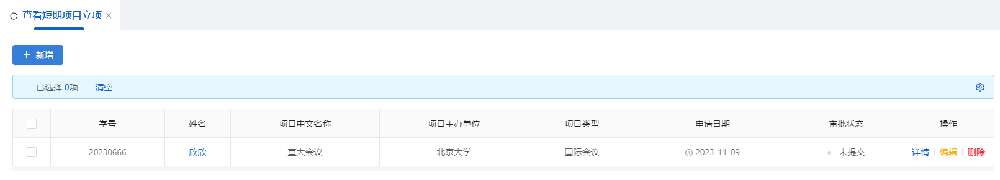 查看短期项目立项
新增
已选择 0项 清空
学号 姓名 项目中文名称 项目主办单位 项目类型 申请日期 审批状态 操作
20230666 欣欣 重大会议 北京大学 国际会议 2023-11-09 未提交 详情 编辑 删除